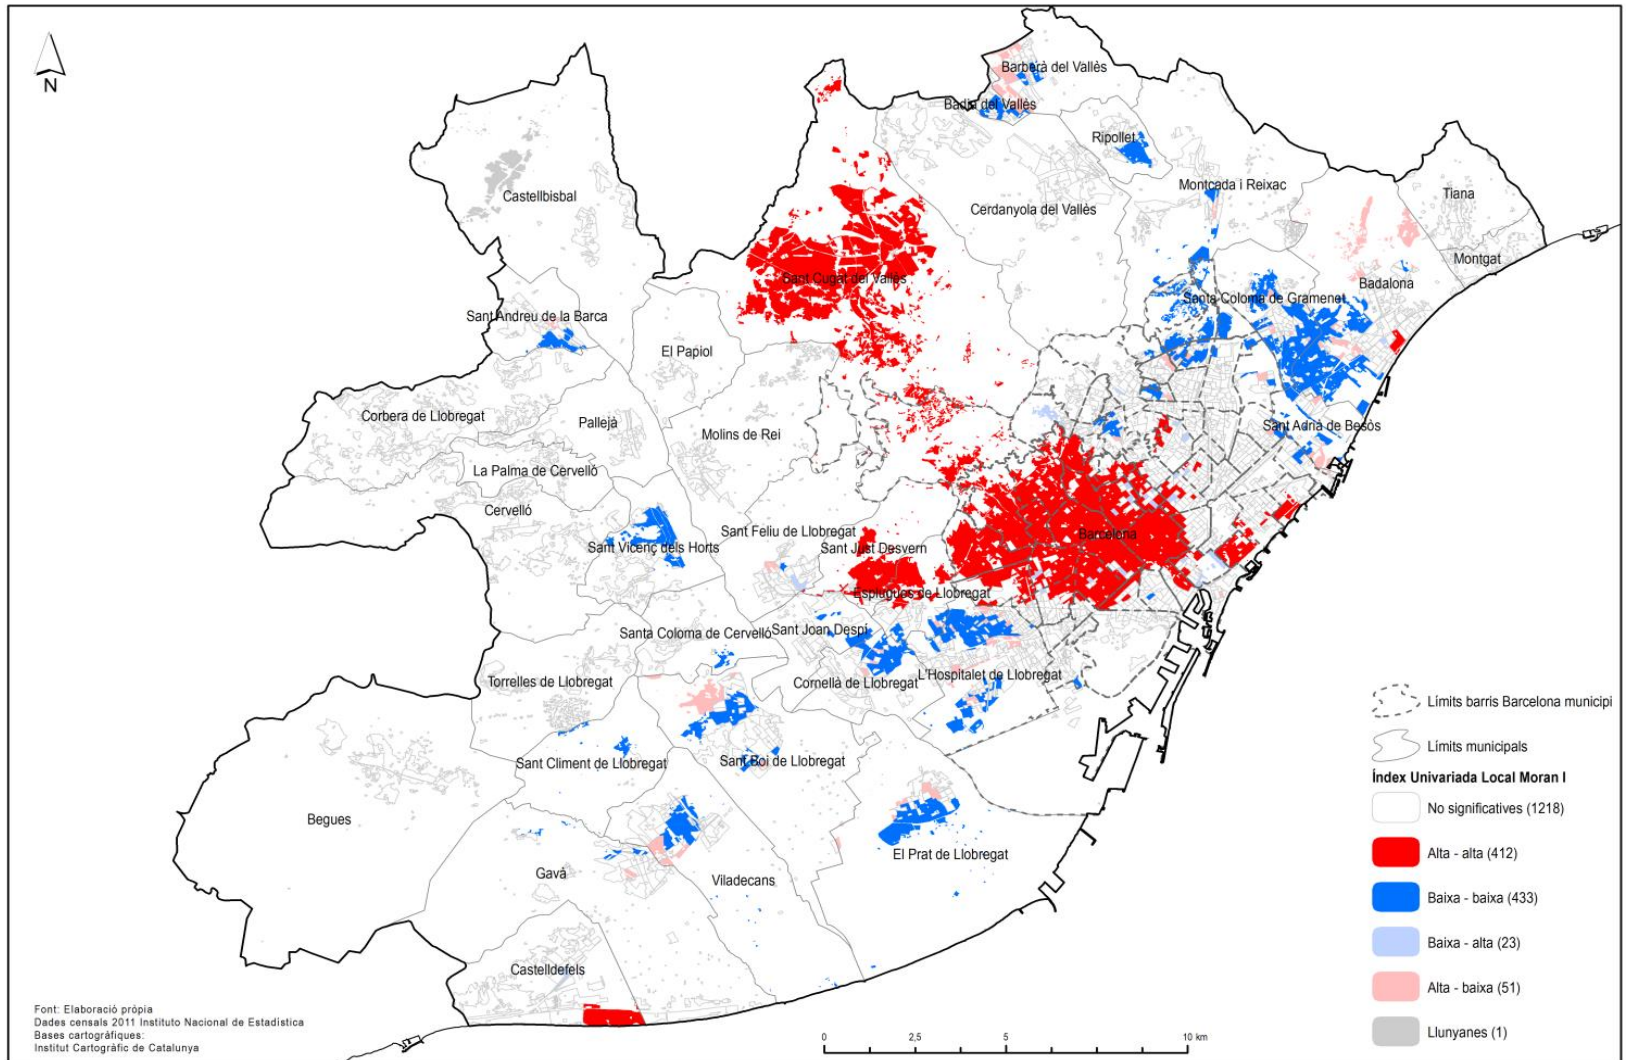 N
Barberà del Vallès
Badia del Vallès
Ripollet
Montcada i Reixac
Tiana
Castellbisbal
Cerdanyola del Vallès
Montgat
Sant Cugat del Vallès
Badalona
Santa Coloma de Gramenet
Sant Andreu de la Barca
El Papiol
Corbera de Llobregat
Pallejà
Molins de Rei
Sant Adrià de Besòs
La Palma de Cervelló
Cervelló
Sant Feliu de Llobregat
Sant Vicenç dels Horts
Sant Just Desvern
Barcelona
Esplugues de Llobregat
Santa Coloma de Cervelló
Sant Joan Despí
Torrelles de Llobregat
Cornellà de Llobregat
L'Hospitalet de Llobregat
Sant Climent de Llobregat
Sant Boi de Llobregat
Begues
El Prat de Llobregat
Gavà
Viladecans
Castelldefels
Límits barris Barcelona municipi
Límits municipals
Índex Univariada Local Moran I
No significatives (1218)
Alta - alta (412)
Baixa - baixa (433)
Baixa - alta (23)
Alta - baixa (51)
Llunyanes (1)
Font: Elaboració pròpia
Dades censals 2011 Instituto Nacional de Estadística
Bases cartogràfiques:
Institut Cartogràfic de Catalunya
0 2,5 5 10 km